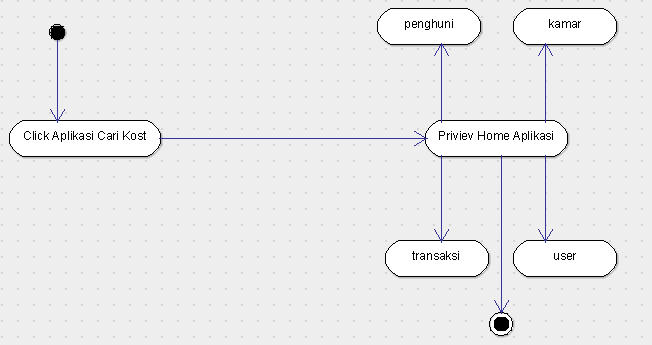 penghuni
kamar
Click Aplikasi Cari Kost
Priviev Home Aplikasi
transaksi
user